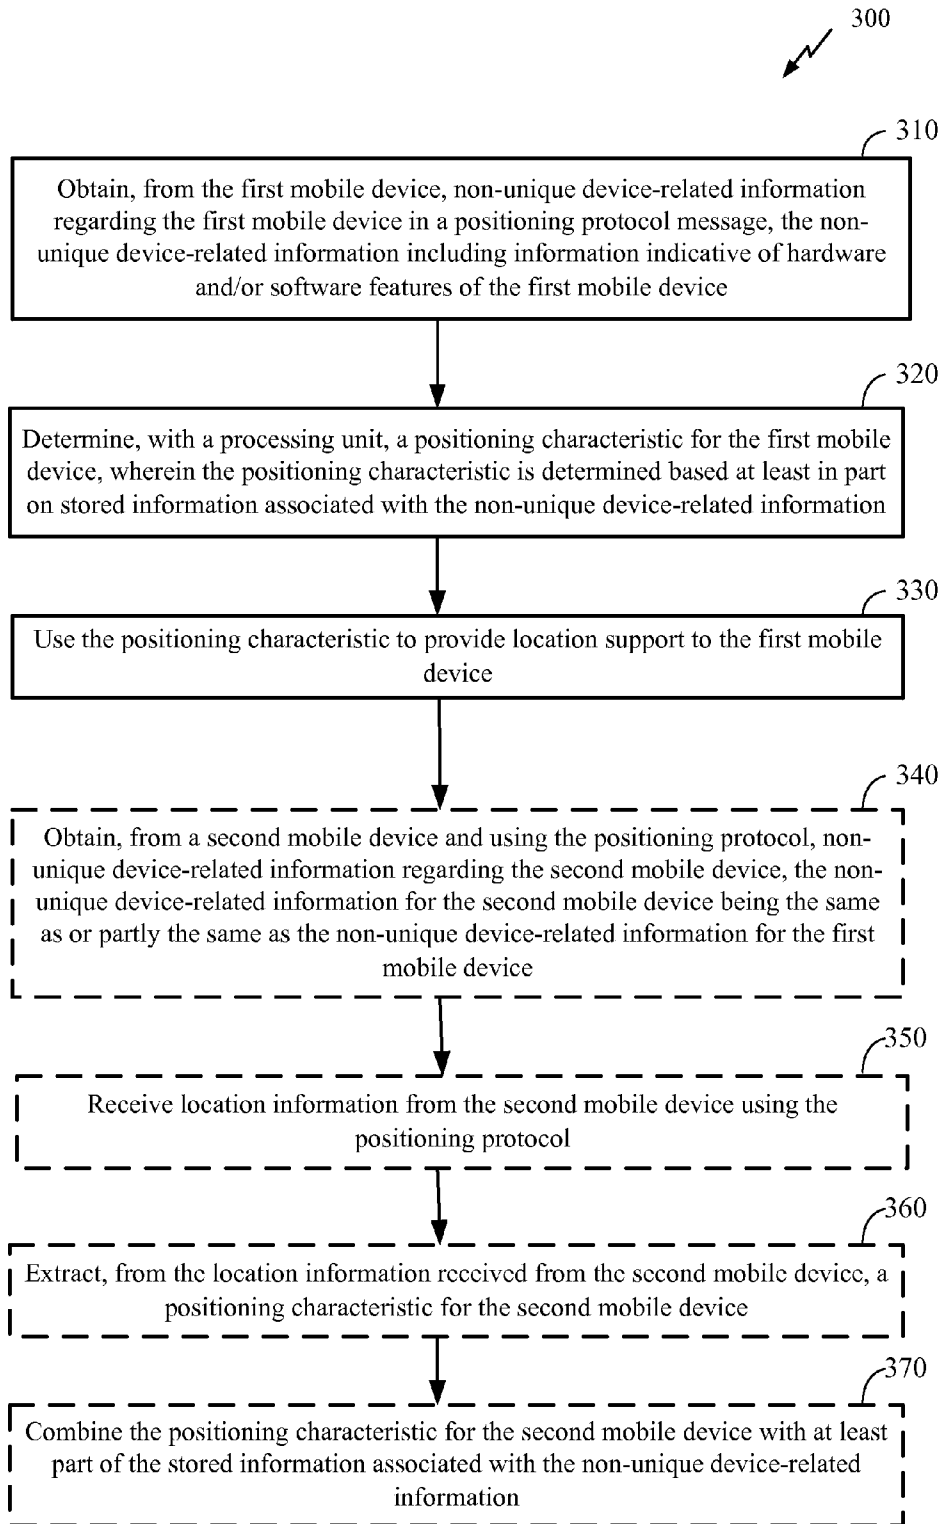 300
310
Obtain, from the first mobile device, non-unique device-related information
regarding the first mobile device in a positioning protocol message, the non-
unique device-related information including information indicative of hardware
and/or software features of the first mobile device
320
Determine, with a processing unit, a positioning characteristic for the first mobile
device, wherein the positioning characteristic is determined based at least in part
on stored information associated with the non-unique device-related information
330
Use the positioning characteristic to provide location support to the first mobile
device
340
Obtain, from a second mobile device and using the positioning protocol, non-
unique device-related information regarding the second mobile device, the non-
unique device-related information for the second mobile device being the same
as or partly the same as the non-unique device-related information for the first
mobile device
350
Receive location information from the second mobile device using the
positioning protocol
360
Extract, from the location information received from the second mobile device, a
positioning characteristic for the second mobile device
370
Combine the positioning characteristic for the second mobile device with at least
part of the stored information associated with the non-unique device-related
information